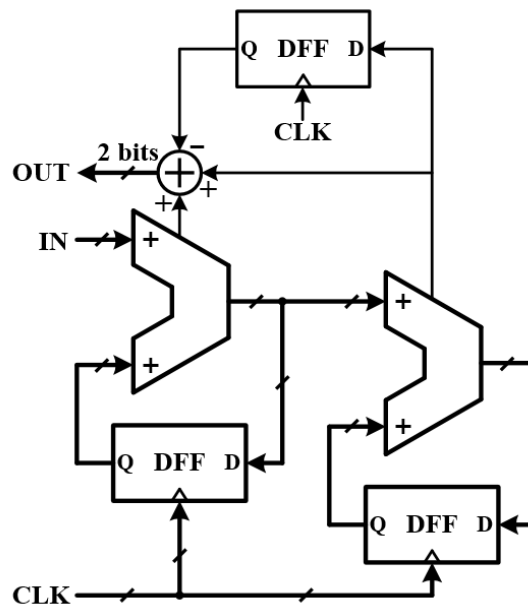 Q DFF D
CLK
2 bits
−
OUT
+
+
+
IN
+
+
+
+
Q DFF D
Q DFF D
CLK